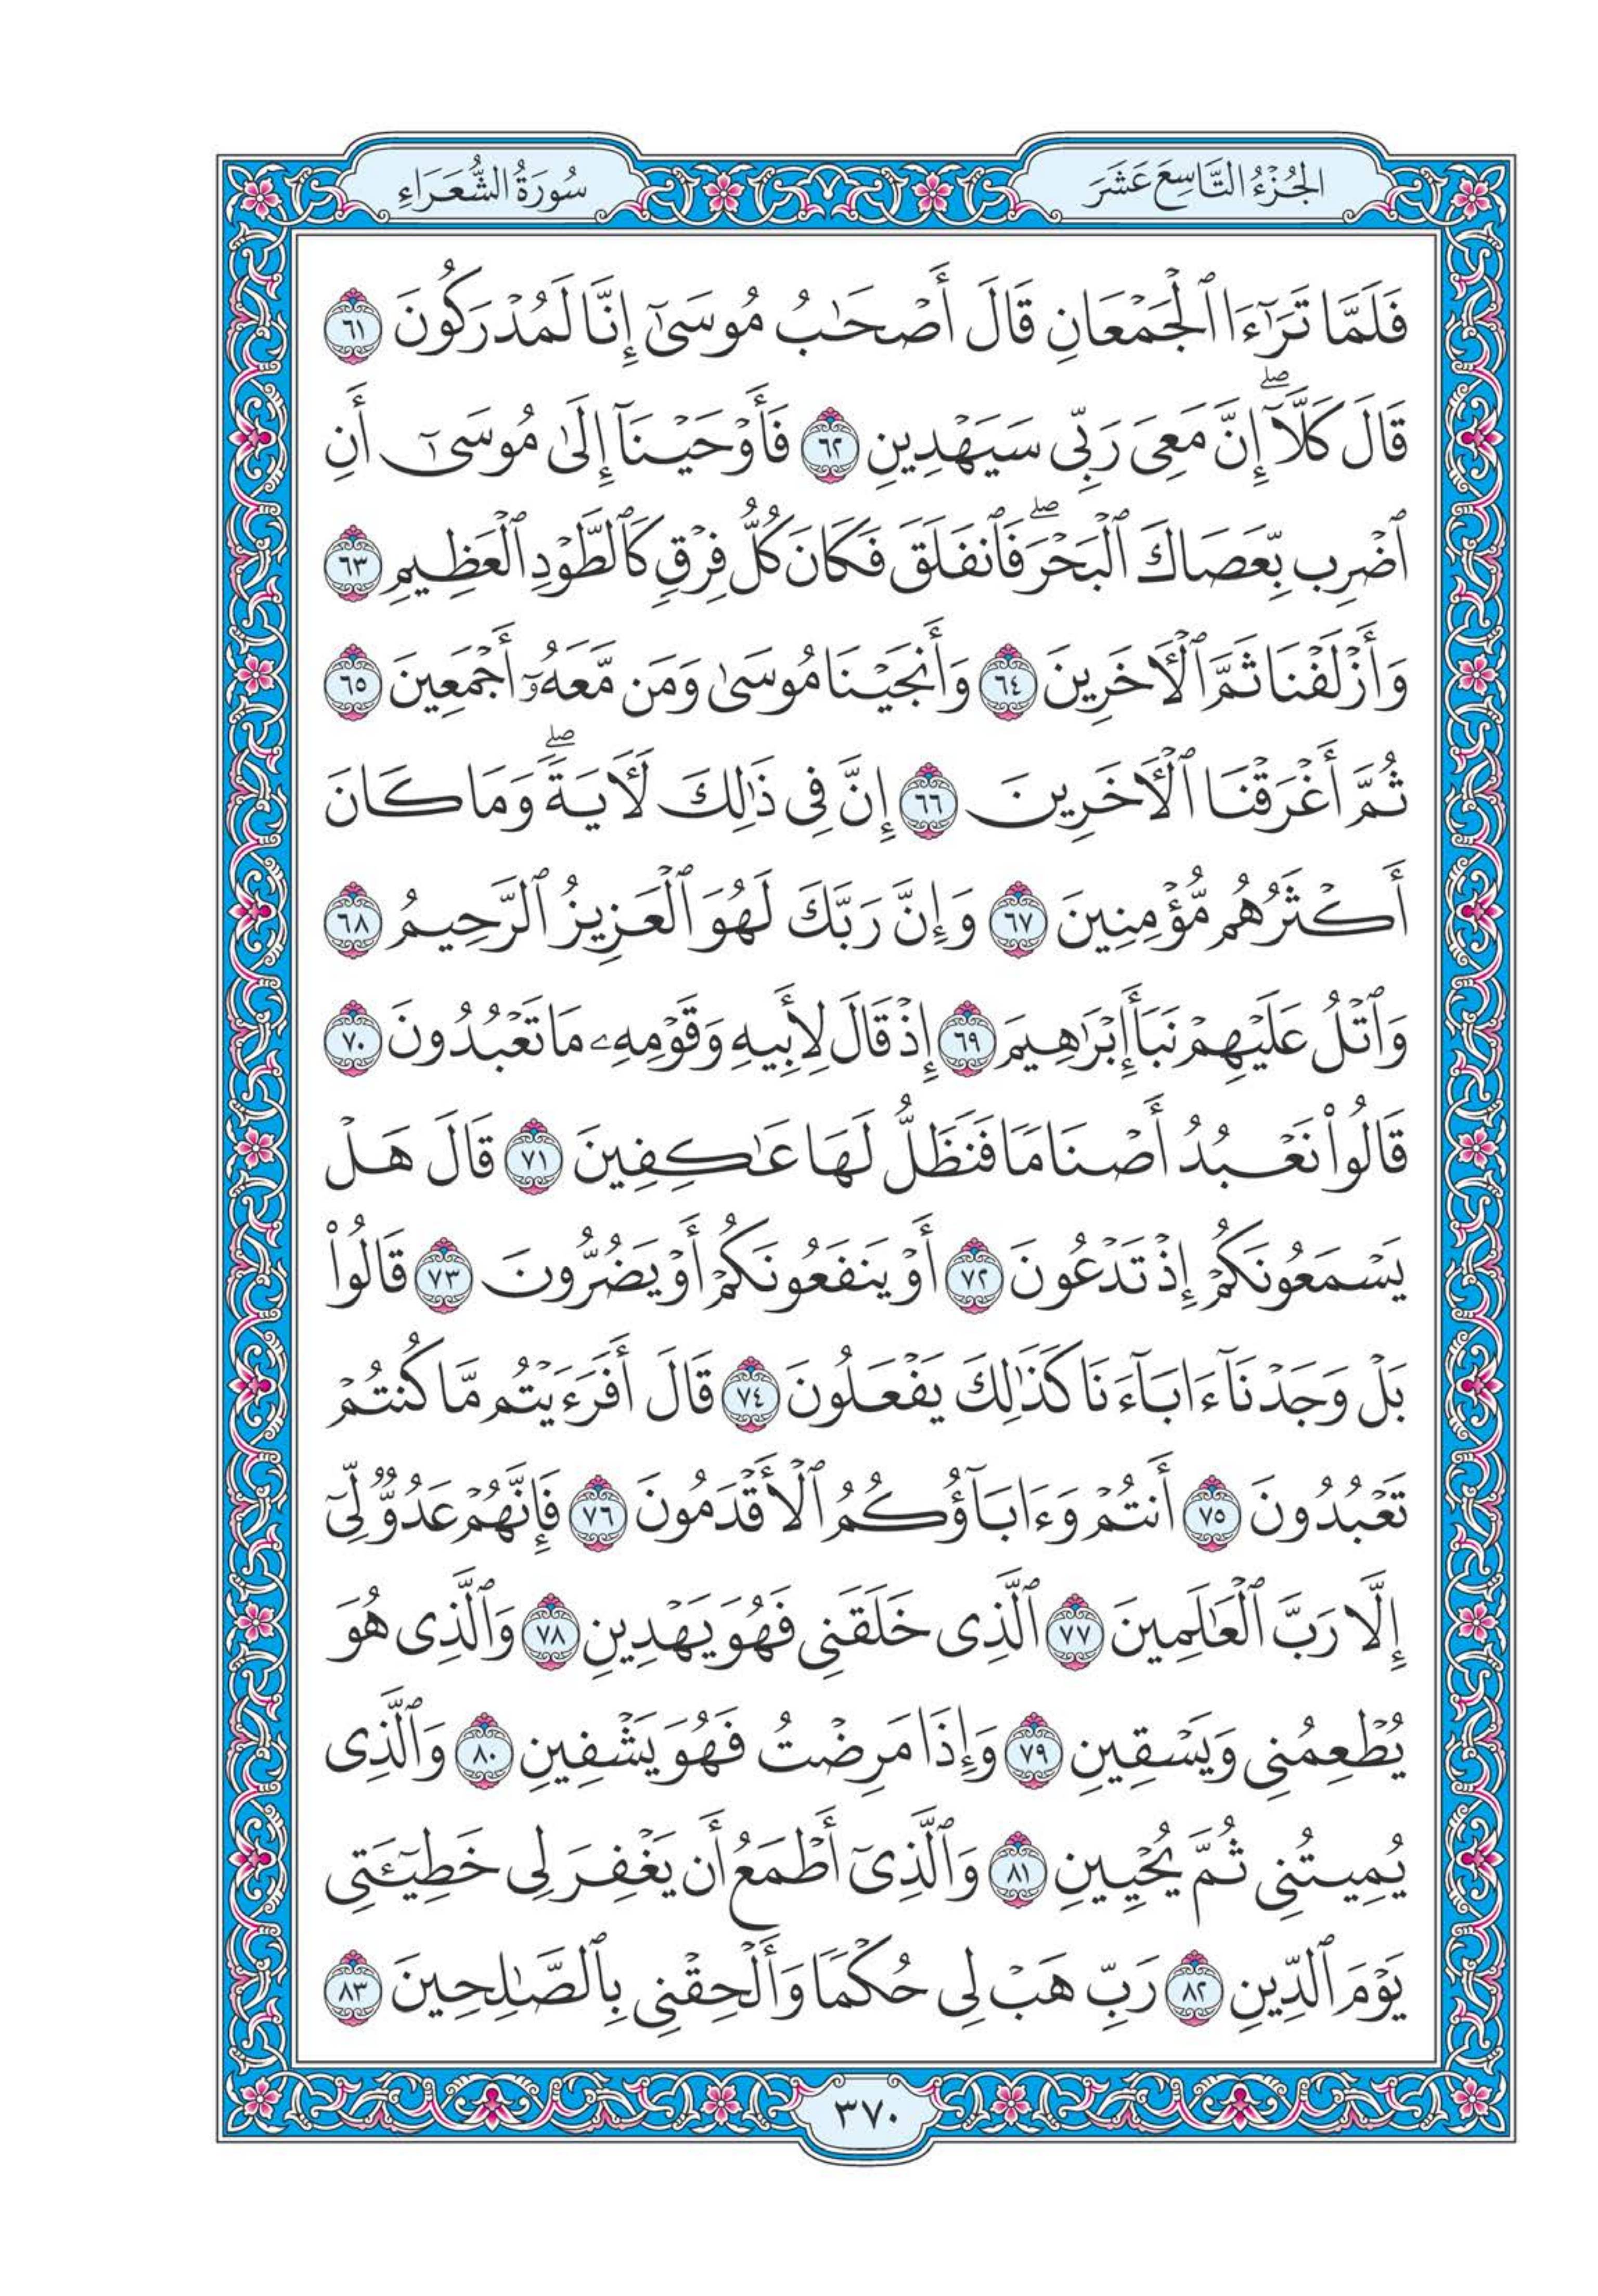 الجُزْءُ التَّاسِعَ عَشَرَ
سُورَةُ الشُّعَرَاءِ
فَلَمَّا تَرَٰٓءَا ٱلْجَمْعَانِ قَالَ أَصْحَٰبُ مُوسَىٰٓ إِنَّا لَمُدْرَكُونَ ٦١
قَالَ كَلَّآۖ إِنَّ مَعِىَ رَبِّى سَيَهْدِينِ ٦٢ فَأَوْحَيْنَآ إِلَىٰ مُوسَىٰٓ أَنِ
ٱضْرِب بِّعَصَاكَ ٱلْبَحْرَۖ فَٱنفَلَقَ فَكَانَ كُلُّ فِرْقٍ كَٱلطَّوْدِ ٱلْعَظِيمِ ٦٣
وَأَزْلَفْنَا ثَمَّ ٱلْءَاخَرِينَ ٦٤ وَأَنجَيْنَا مُوسَىٰ وَمَن مَّعَهُۥٓ أَجْمَعِينَ ٦٥
ثُمَّ أَغْرَقْنَا ٱلْءَاخَرِينَ ٦٦ إِنَّ فِى ذَٰلِكَ لَءَايَةًۖ وَمَا كَانَ
أَكْثَرُهُم مُّؤْمِنِينَ ٦٧ وَإِنَّ رَبَّكَ لَهُوَ ٱلْعَزِيزُ ٱلرَّحِيمُ ٦٨
وَٱتْلُ عَلَيْهِمْ نَبَأَ إِبْرَٰهِيمَ ٦٩ إِذْ قَالَ لِأَبِيهِ وَقَوْمِهِۦ مَا تَعْبُدُونَ ٧٠
قَالُوا۟ نَعْبُدُ أَصْنَامًا فَنَظَلُّ لَهَا عَٰكِفِينَ ٧١ قَالَ هَلْ
يَسْمَعُونَكُمْ إِذْ تَدْعُونَ ٧٢ أَوْ يَنفَعُونَكُمْ أَوْ يَضُرُّونَ ٧٣ قَالُوا۟
بَلْ وَجَدْنَآ ءَابَآءَنَا كَذَٰلِكَ يَفْعَلُونَ ٧٤ قَالَ أَفَرَءَيْتُم مَّا كُنتُمْ
تَعْبُدُونَ ٧٥ أَنتُمْ وَءَابَآؤُكُمُ ٱلْأَقْدَمُونَ ٧٦ فَإِنَّهُمْ عَدُوٌّ لِّىٓ
إِلَّا رَبَّ ٱلْعَٰلَمِينَ ٧٧ ٱلَّذِى خَلَقَنِى فَهُوَ يَهْدِينِ ٧٨ وَٱلَّذِى هُوَ
يُطْعِمُنِى وَيَسْقِينِ ٧٩ وَإِذَا مَرِضْتُ فَهُوَ يَشْفِينِ ٨٠ وَٱلَّذِى
يُمِيتُنِى ثُمَّ يُحْيِينِ ٨١ وَٱلَّذِىٓ أَطْمَعُ أَن يَغْفِرَ لِى خَطِيٓـَٔتِى
يَوْمَ ٱلدِّينِ ٨٢ رَبِّ هَبْ لِى حُكْمًا وَأَلْحِقْنِى بِٱلصَّٰلِحِينَ ٨٣
٣٧٠